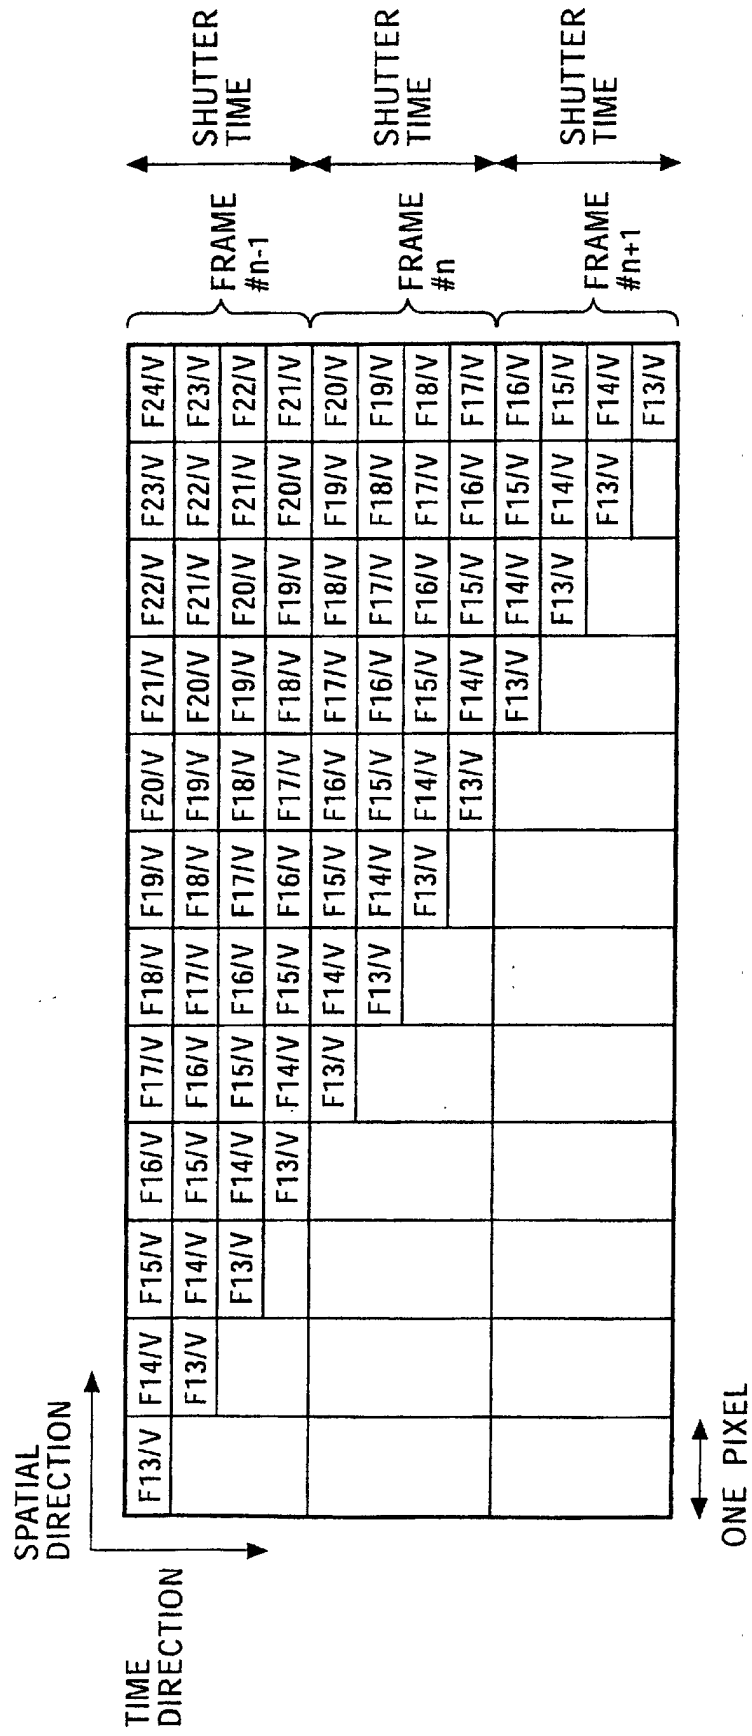 SPATIAL
DIRECTION
TIME
DIRECTION
F13/V F14/V F15/V F16/V F17/V F18/V F19/V F20/V F21/V F22/V F23/V F24/V
F13/V F14/V F15/V F16/V F17/V F18/V F19/V F20/V F21/V F22/V F23/V
F13/V F14/V F15/V F16/V F17/V F18/V F19/V F20/V F21/V F22/V
F13/V F14/V F15/V F16/V F17/V F18/V F19/V F20/V F21/V
FRAME
#n-1
SHUTTER
TIME
F13/V F14/V F15/V F16/V F17/V F18/V F19/V F20/V
F13/V F14/V F15/V F16/V F17/V F18/V F19/V
F13/V F14/V F15/V F16/V F17/V F18/V
F13/V F14/V F15/V F16/V F17/V
FRAME
#n
SHUTTER
TIME
F13/V F14/V F15/V F16/V
F13/V F14/V F15/V
F13/V F14/V
F13/V
FRAME
#n+1
SHUTTER
TIME
ONE PIXEL